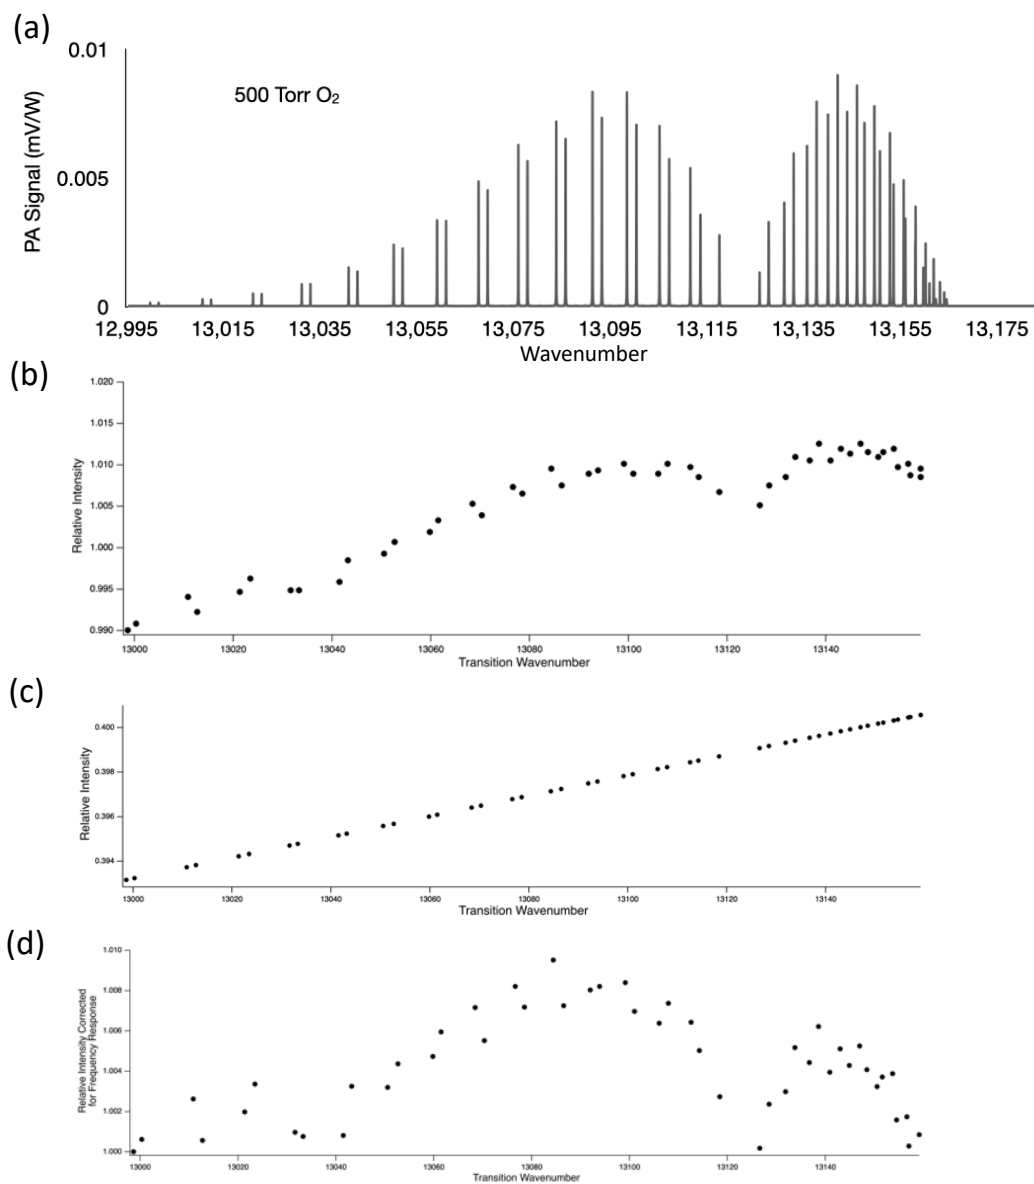 (a)
0.01
500 Torr O₂
PA Signal (mV/W)
0.005
0
12,995 13,015 13,035 13,055 13,075 13,095 13,115 13,135 13,155 13,175
Wavenumber
(b)
1.020
1.015
1.010
1.005
1.000
0.995
0.990
Relative Intensity
13000 13020 13040 13060 13080 13100 13120 13140
Transition Wavenumber
(c)
0.400
0.398
0.396
0.394
Relative Intensity
13000 13020 13040 13060 13080 13100 13120 13140
Transition Wavenumber
(d)
1.010
1.008
1.006
1.004
1.002
1.000
Relative Intensity Corrected
for Frequency Response
13000 13020 13040 13060 13080 13100 13120 13140
Transition Wavenumber